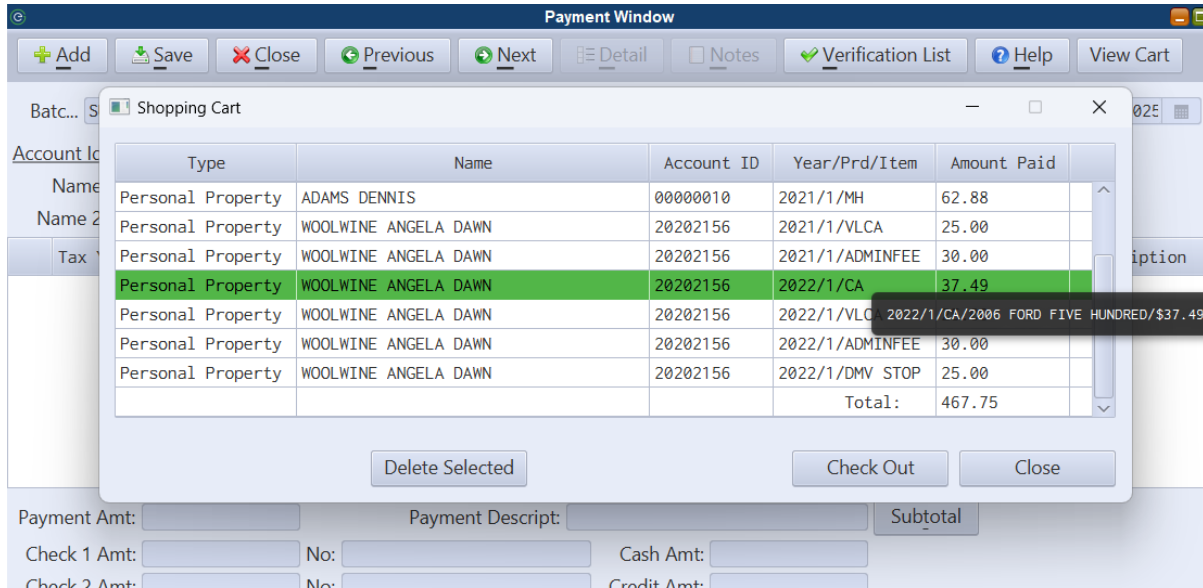 Payment Window
Add Save Close Previous Next Detail Notes Verification List Help View Cart
Batc... S Shopping Cart 025
Account Id
Name
Name 2
Tax iption
Type Name Account ID Year/Prd/Item Amount Paid
Personal Property ADAMS DENNIS 00000010 2021/1/MH 62.88
Personal Property WOOLWINE ANGELA DAWN 20202156 2021/1/VLCA 25.00
Personal Property WOOLWINE ANGELA DAWN 20202156 2021/1/ADMINFEE 30.00
Personal Property WOOLWINE ANGELA DAWN 20202156 2022/1/CA 37.49
Personal Property WOOLWINE ANGELA DAWN 20202156 2022/1/VLC
2022/1/CA/2006 FORD FIVE HUNDRED/$37.49
Personal Property WOOLWINE ANGELA DAWN 20202156 2022/1/ADMINFEE 30.00
Personal Property WOOLWINE ANGELA DAWN 20202156 2022/1/DMV STOP 25.00
Total: 467.75
Delete Selected Check Out Close
Payment Amt: Payment Descript: Subtotal
Check 1 Amt: No: Cash Amt:
Check 2 Amt: No: Credit Amt: